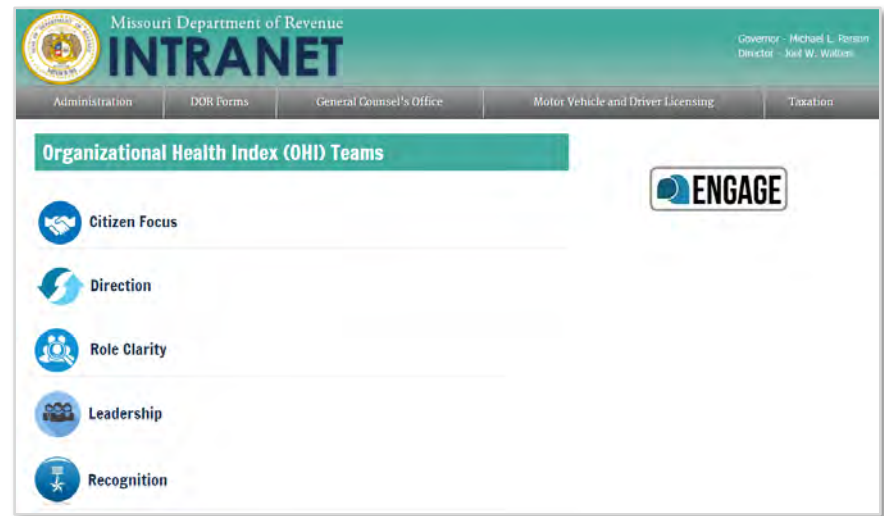 Missouri Department of Revenue
INTRANET
Governor - Michael L. Parson
Director - Joel W. Walters
Administration
DOR Forms
General Counsel's Office
Motor Vehicle and Driver Licensing
Taxation
Organizational Health Index (OHI) Teams
ENGAGE
Citizen Focus
Direction
Role Clarity
Leadership
Recognition